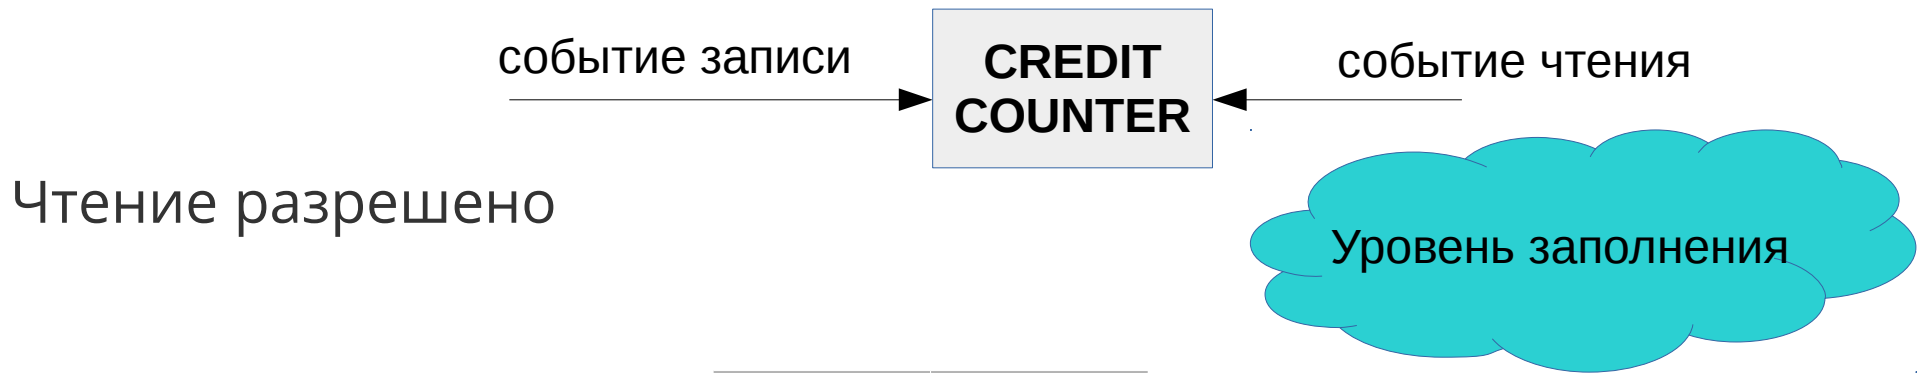 событие записи
CREDIT
COUNTER
событие чтения
Чтение разрешено
Уровень заполнения